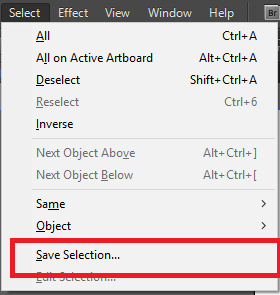 Select Effect View Window Help Br
All Ctrl+A
All on Active Artboard Alt+Ctrl+A
Deselect Shift+Ctrl+A
Reselect Ctrl+6
Inverse
Next Object Above Alt+Ctrl+]
Next Object Below Alt+Ctrl+[
Same
Object
Save Selection...
Edit Selection...